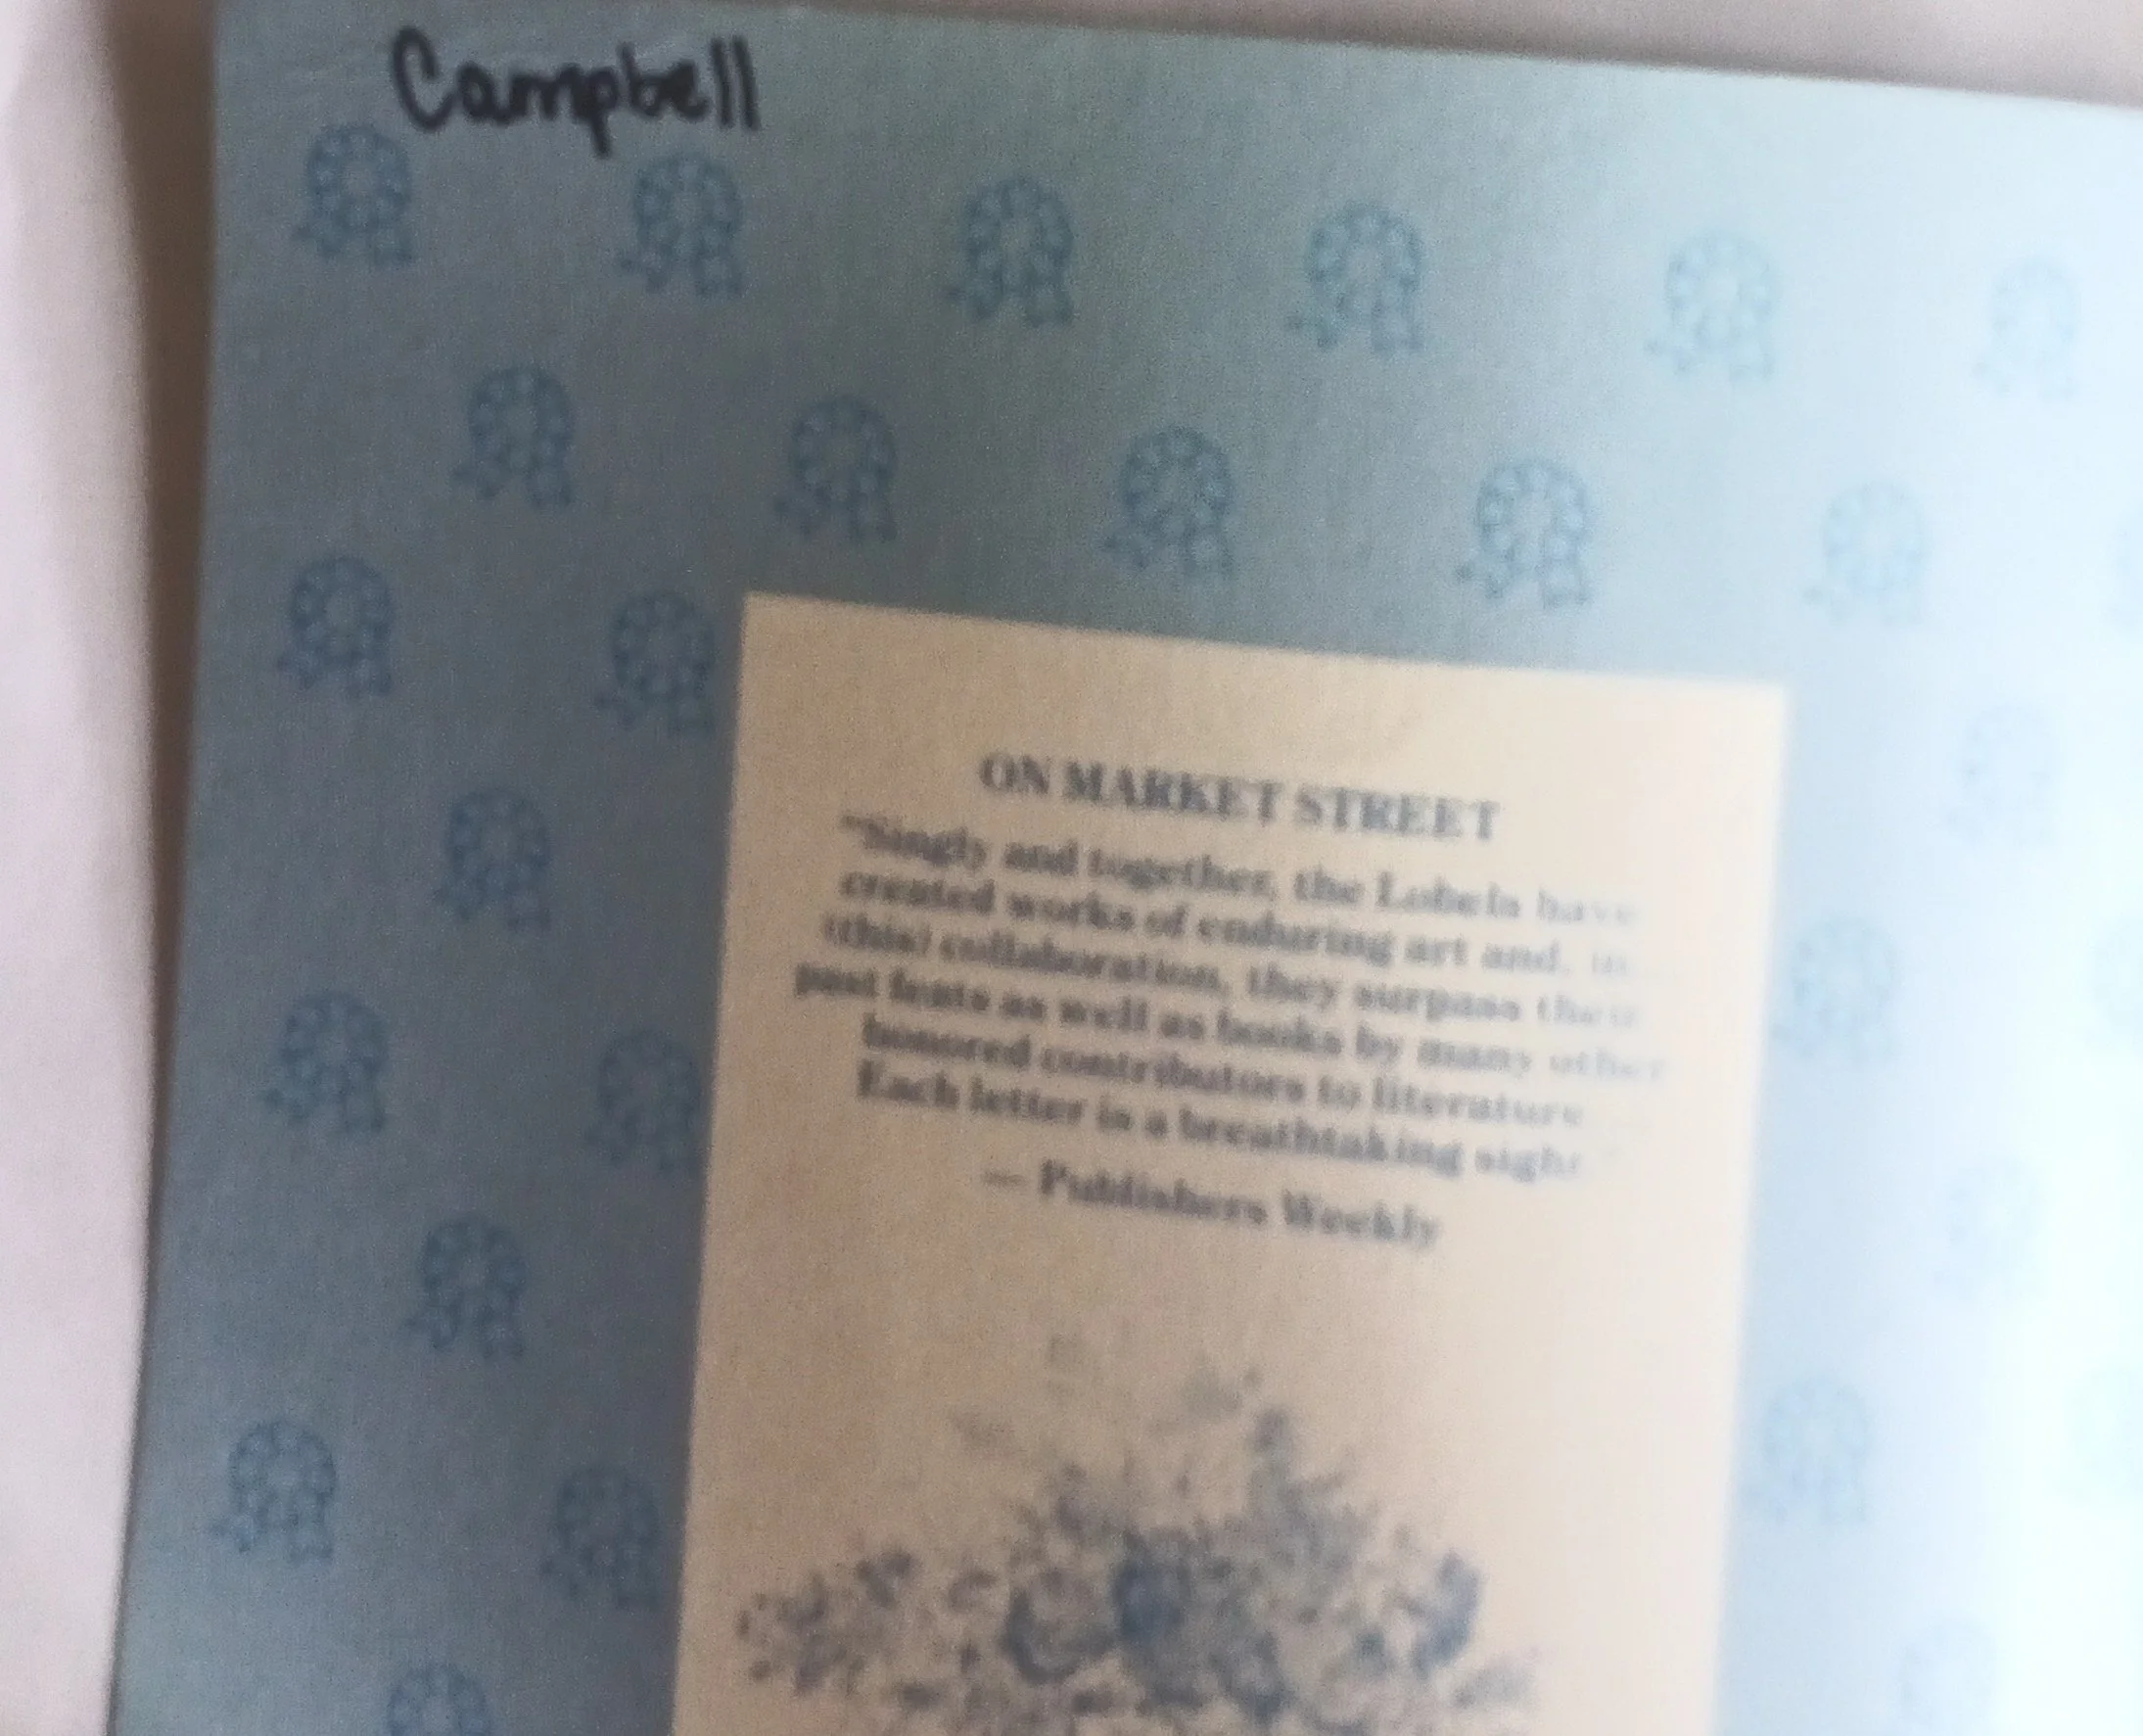 Campbell
ON MARKET STREET
"Singly and together, the Lobels have
created works of enduring art and, in
(this) collaboration, they surpass their
past feats as well as books by many other
honored contributors to literature
Each letter is a breathtaking sight."
— Publishers Weekly